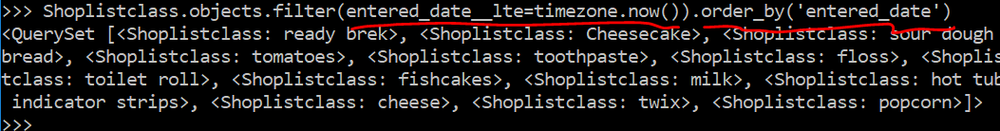 >>> Shoplistclass.objects.filter(entered_date__lte=timezone.now()).order_by('entered_date')
<QuerySet [<Shoplistclass: ready brek>, <Shoplistclass: Cheesecake>, <Shoplistclass: sour dough
bread>, <Shoplistclass: tomatoes>, <Shoplistclass: toothpaste>, <Shoplistclass: floss>, <Shoplis
tclass: toilet roll>, <Shoplistclass: fishcakes>, <Shoplistclass: milk>, <Shoplistclass: hot tub
indicator strips>, <Shoplistclass: cheese>, <Shoplistclass: twix>, <Shoplistclass: popcorn>]>
>>>